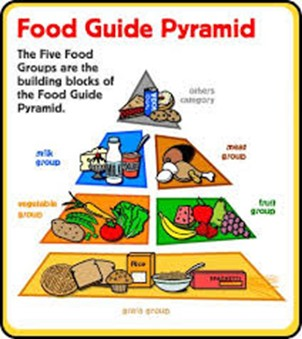 Food Guide Pyramid
The Five Food
Groups are the
building blocks of
the Food Guide
Pyramid.
others
category
milk
group
meat
group
vegetable
group
fruit
group
Rice
SPAGHETTI
grain group